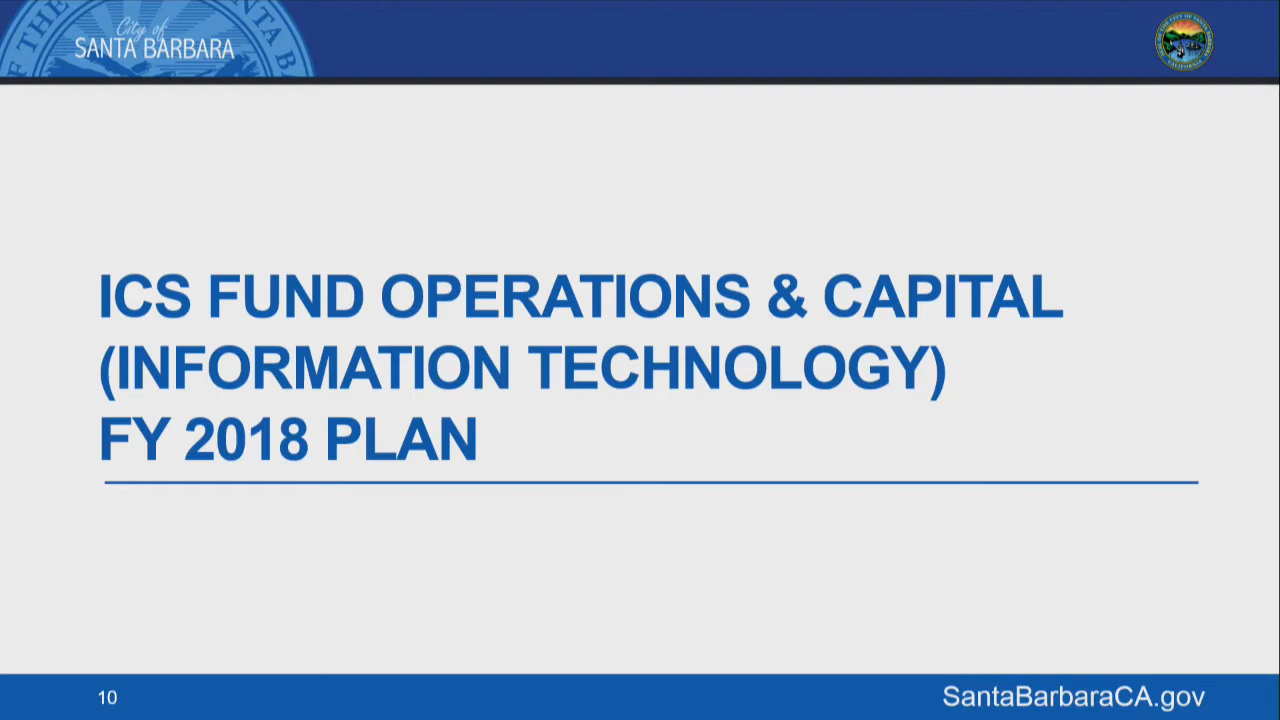 City of
SANTA BARBARA
ICS FUND OPERATIONS & CAPITAL
(INFORMATION TECHNOLOGY)
FY 2018 PLAN
10
SantaBarbaraCA.gov